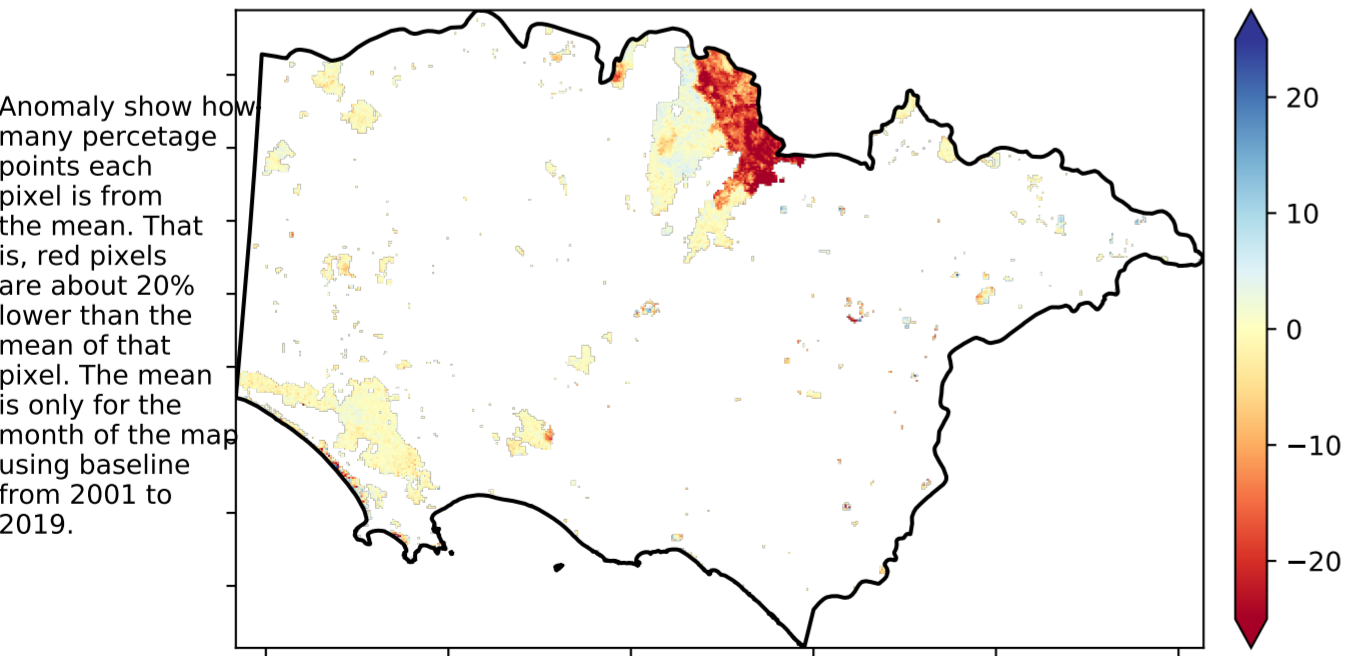 Anomaly show how
many percetage
points each
pixel is from
the mean. That
is, red pixels
are about 20%
lower than the
mean of that
pixel. The mean
is only for the
month of the map
using baseline
from 2001 to
2019.
20
10
0
−10
−20